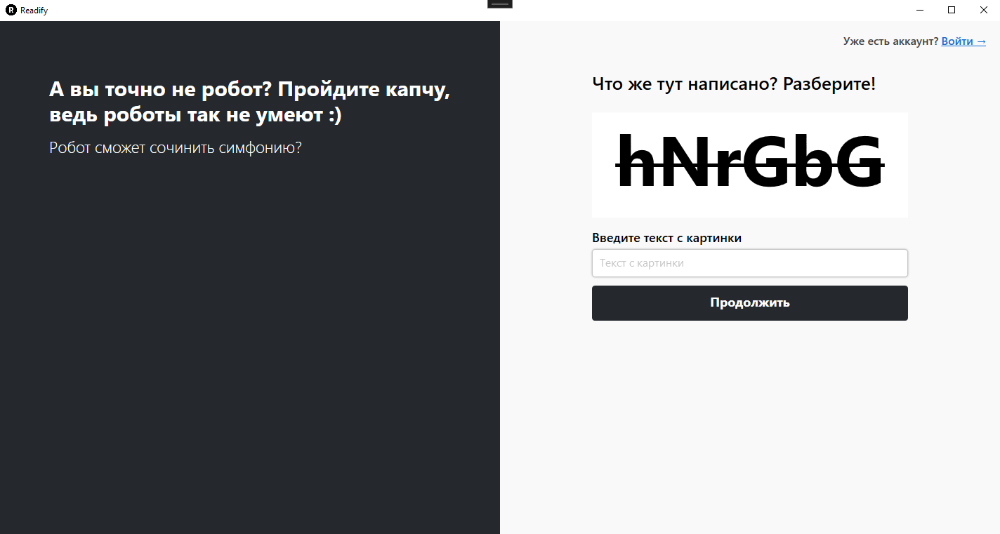 Readify
А вы точно не робот? Пройдите капчу,
ведь роботы так не умеют :)
Робот сможет сочинить симфонию?
Уже есть аккаунт? Войти →
Что же тут написано? Разберите!
hNrGbG
Введите текст с картинки
Текст с картинки
Продолжить